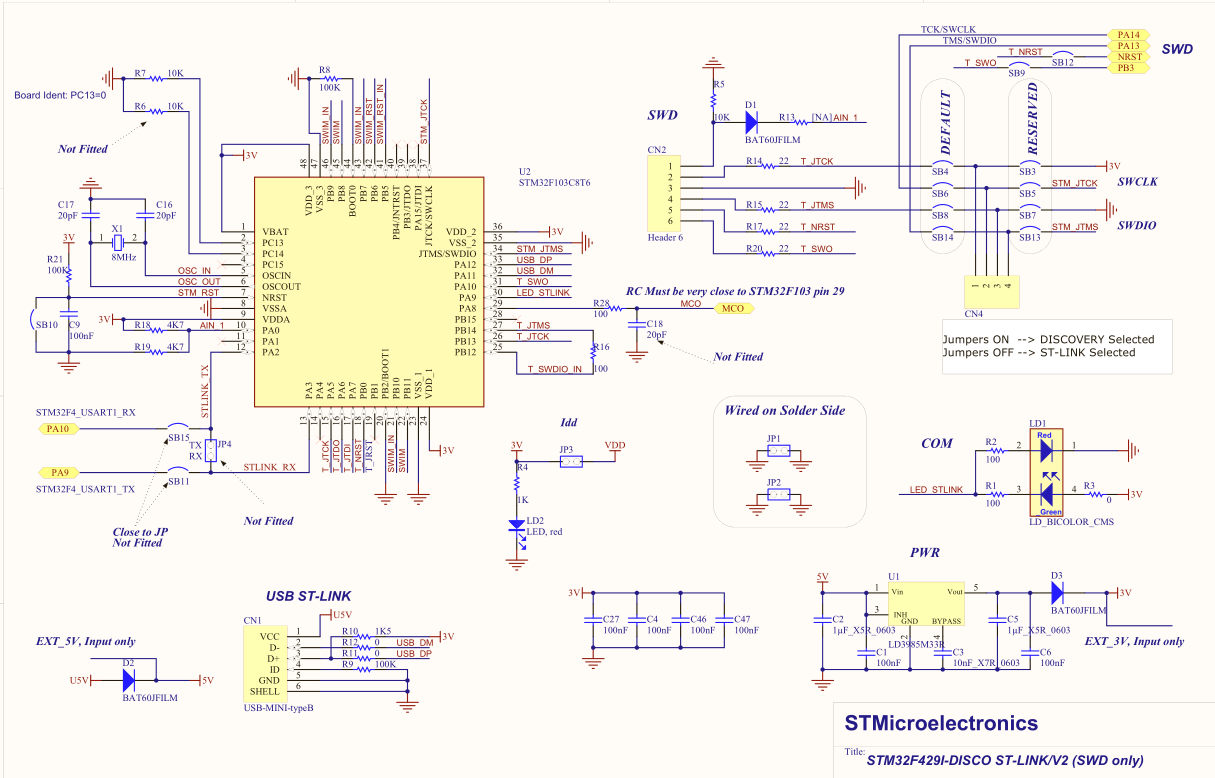 TCK/SWCLK
PA14
TMS/SWDIO
PA13
SWD
T_NRST
SB12
NRST
T_SWO
SB9
PB3
R7 10K
Board Ident: PC13=0
R6 10K
Not Fitted
R8
100K
SWIM_IN
SWIM
SWIM_IN
SWIM_RST
SWIM_RST_IN
STM_JTCK
3V
48
47
46
45
44
43
42
41
40
39
38
37
VDD_3
VSS_3
PB9
PB8
BOOT0
PB7
PB6
PB5
PB4/JNTRST
PB3/JTDO
PA15/JTDI
JTCK/SWCLK
U2
STM32F103C8T6
R5
10K
SWD
D1
BAT60JFILM
R13 [NA] AIN_1
CN2
1
2
3
4
5
6
Header 6
R14 22 T_JTCK
R15 22 T_JTMS
R17 22 T_NRST
R20 22 T_SWO
DEFAULT
RESERVED
SB4
SB3
3V
SB6
SB5
STM_JTCK
SWCLK
SB8
SB7
SB14
SB13
STM_JTMS
SWDIO
1
2
3
4
CN4
Jumpers ON --> DISCOVERY Selected
Jumpers OFF --> ST-LINK Selected
C17
20pF
C16
20pF
X1
1 2
8MHz
3V
R21
100K
OSC_IN
OSC_OUT
STM_RST
SB10
C9
100nF
3V
R18 4K7
AIN_1
R19 4K7
1 VBAT
2 PC13
3 PC14
4 PC15
5 OSCIN
6 OSCOUT
7 NRST
8 VSSA
9 VDDA
10 PA0
11 PA1
12 PA2
VDD_2 36 3V
VSS_2 35
JTMS/SWDIO 34 STM_JTMS
PA12 33 USB_DP
PA11 32 USB_DM
PA10 31 T_SWO
PA9 30 LED_STLINK
PA8 29
PB15 28
PB14 27 T_JTMS
PB13 26 T_JTCK
PB12 25
T_SWDIO_IN
R16
100
R28
100
RC Must be very close to STM32F103 pin 29
MCO
MCO
C18
20pF
Not Fitted
PA3
PA4
PA5
PA6
PA7
PB0
PB1
PB2/BOOT1
PB10
PB11
VSS_1
VDD_1
13
14
15
16
17
18
19
20
21
22
23
24
T_JTCK
T_JTDO
T_JTDI
T_NRST
T_JRST
SWIM_IN
SWIM
3V
STLINK_TX
STM32F4_USART1_RX
PA10
SB15
TX
RX
JP4
PA9
SB11
STLINK_RX
STM32F4_USART1_TX
Close to JP
Not Fitted
Not Fitted
Idd
3V
JP3
VDD
R4
1K
LD2
LED, red
Wired on Solder Side
JP1
JP2
COM
LED_STLINK
R2
100
R1
100
LD1
Red
Green
2
1
3
4
R3
0
3V
LD_BICOLOR_CMS
USB ST-LINK
CN1
VCC 1
D- 2
D+ 3
ID 4
GND 5
SHELL 6
USB-MINI-typeB
U5V
R10 1K5
3V
R12 0 USB_DM
R11 0 USB_DP
R9 100K
EXT_5V, Input only
D2
U5V
5V
BAT60JFILM
3V
C27
100nF
C4
100nF
C46
100nF
C47
100nF
PWR
5V
U1
1 Vin
Vout 5
3 INH
GND
BYPASS
2
4
LD3985M33R
C2
1µF_X5R_0603
C1
100nF
C3
10nF_X7R_0603
C5
1µF_X5R_0603
C6
100nF
D3
BAT60JFILM
3V
EXT_3V, Input only
STMicroelectronics
Title:
STM32F429I-DISCO ST-LINK/V2 (SWD only)